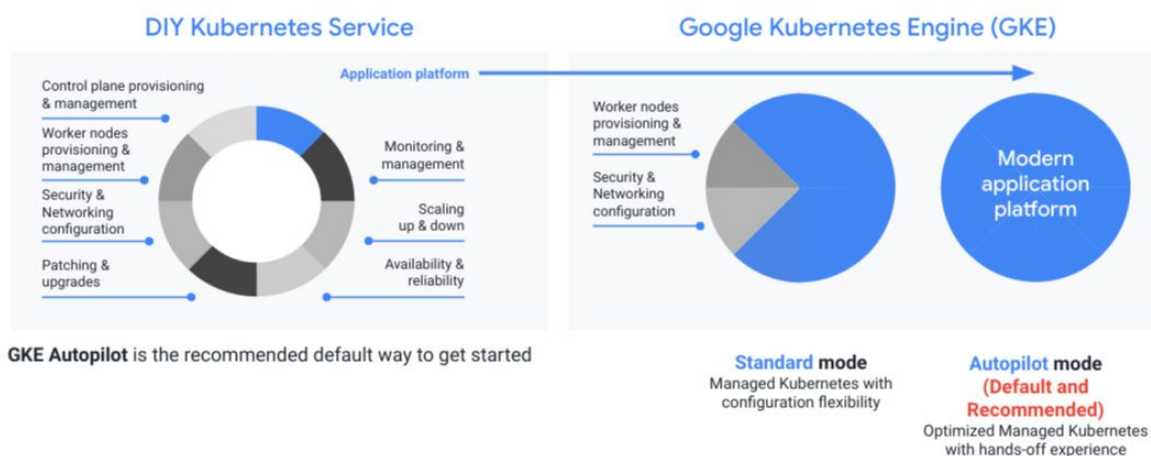 DIY Kubernetes Service
Application platform
Control plane provisioning
& management
Worker nodes
provisioning &
management
Security &
Networking
configuration
Patching &
upgrades
Monitoring &
management
Scaling
up & down
Availability &
reliability
GKE Autopilot is the recommended default way to get started
Google Kubernetes Engine (GKE)
Worker nodes
provisioning &
management
Security &
Networking
configuration
Modern
application
platform
Standard mode
Managed Kubernetes with
configuration flexibility
Autopilot mode
(Default and
Recommended)
Optimized Managed Kubernetes
with hands-off experience